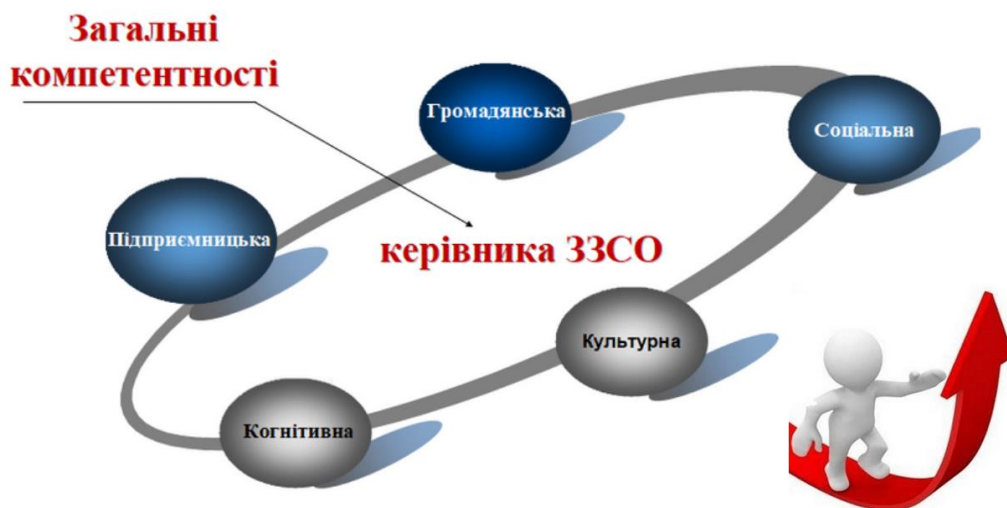 Загальні
компетентності
Громадянська
Соціальна
Підприємницька
керівника ЗЗСО
Культурна
Когнітивна